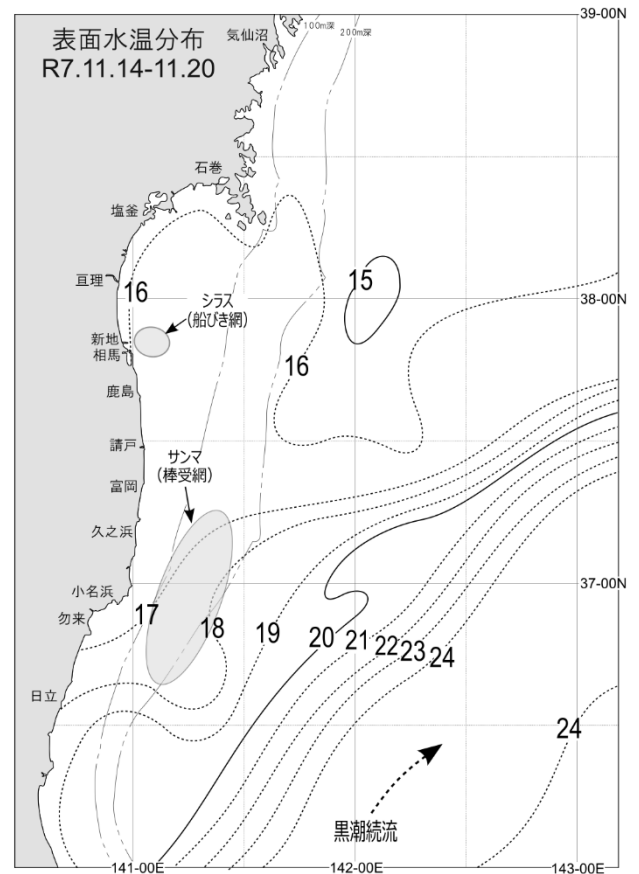 表面水温分布
R7.11.14-11.20
気仙沼
100m深
200m深
39-00N
石巻
塩釜
亘理
16
シラス
(船びき網)
15
38-00N
新地
相馬
16
鹿島
請戸
サンマ
(棒受網)
富岡
久之浜
37-00N
小名浜
勿来
17
18
19
20
21
22
23
24
日立
24
黒潮続流
141-00E
142-00E
143-00E